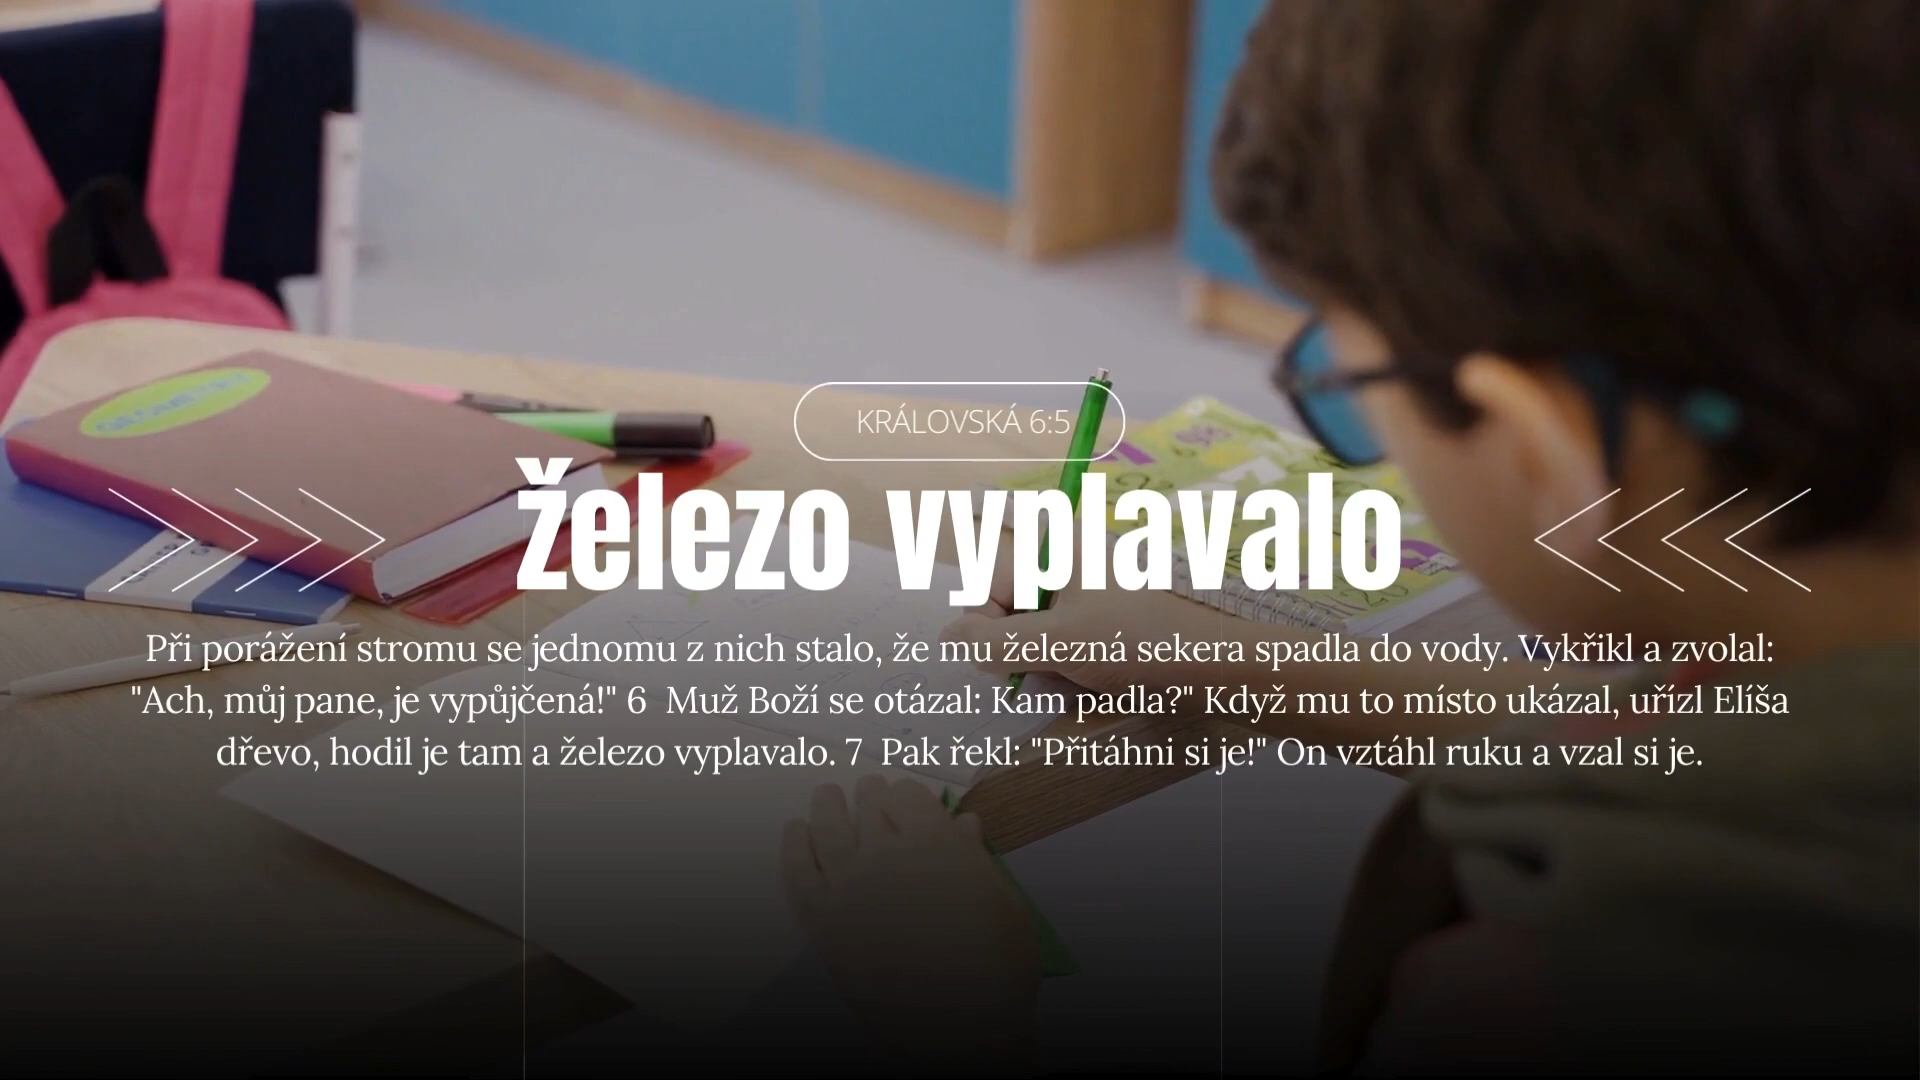 KRÁLOVSKÁ 6:5
železo vyplavalo
Při porážení stromu se jednomu z nich stalo, že mu železná sekera spadla do vody. Vykřikl a zvolal:
"Ach, můj pane, je vypůjčená!" 6  Muž Boží se otázal: Kam padla?" Když mu to místo ukázal, uřízl Elíša
dřevo, hodil je tam a železo vyplavalo. 7  Pak řekl: "Přitáhni si je!" On vztáhl ruku a vzal si je.